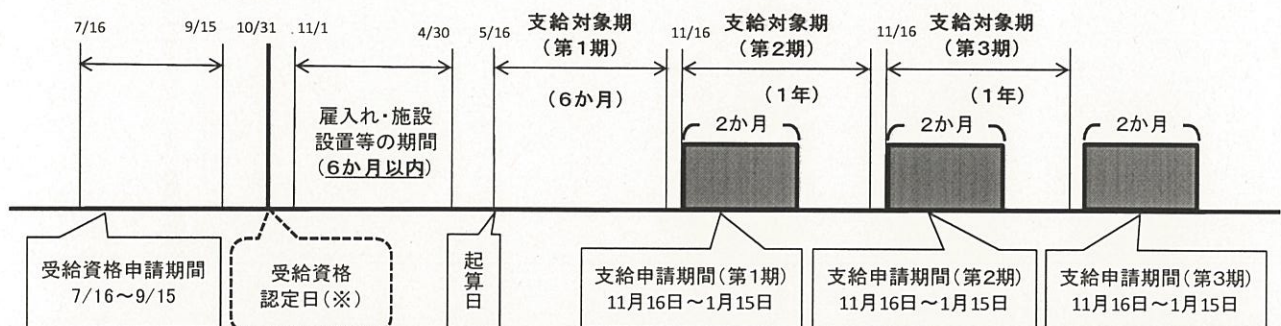 7/16
9/15
10/31
11/1
4/30
5/16
支給対象期
(第1期)
11/16
支給対象期
(第2期)
11/16
支給対象期
(第3期)
雇入れ・施設
設置等の期間
(6か月以内)
(6か月)
(1年)
(1年)
2か月
2か月
2か月
受給資格申請期間
7/16～9/15
受給資格
認定日(※)
起算日
支給申請期間(第1期)
11月16日～1月15日
支給申請期間(第2期)
11月16日～1月15日
支給申請期間(第3期)
11月16日～1月15日